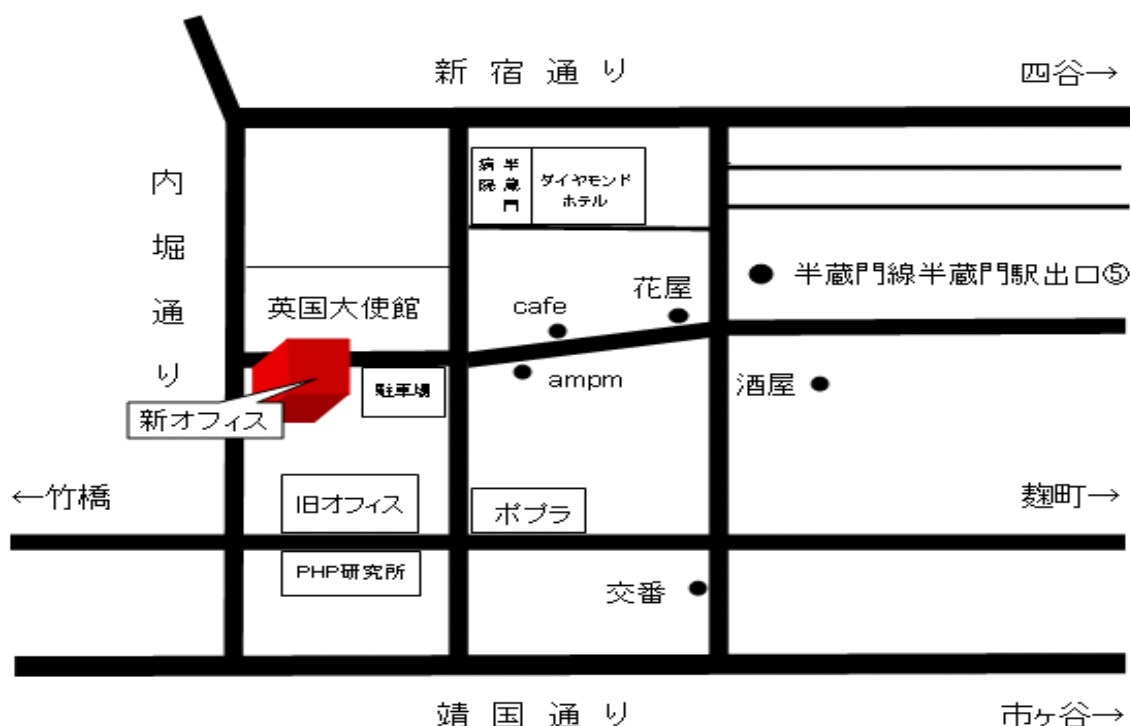 新宿通り
四谷→
内堀通り
半蔵門
病院
ダイヤモンド
ホテル
半蔵門線半蔵門駅出口⑤
花屋
cafe
英国大使館
ampm
酒屋
駐車場
新オフィス
←竹橋
旧オフィス
ポプラ
麹町→
PHP研究所
交番
靖国通り
市ヶ谷→